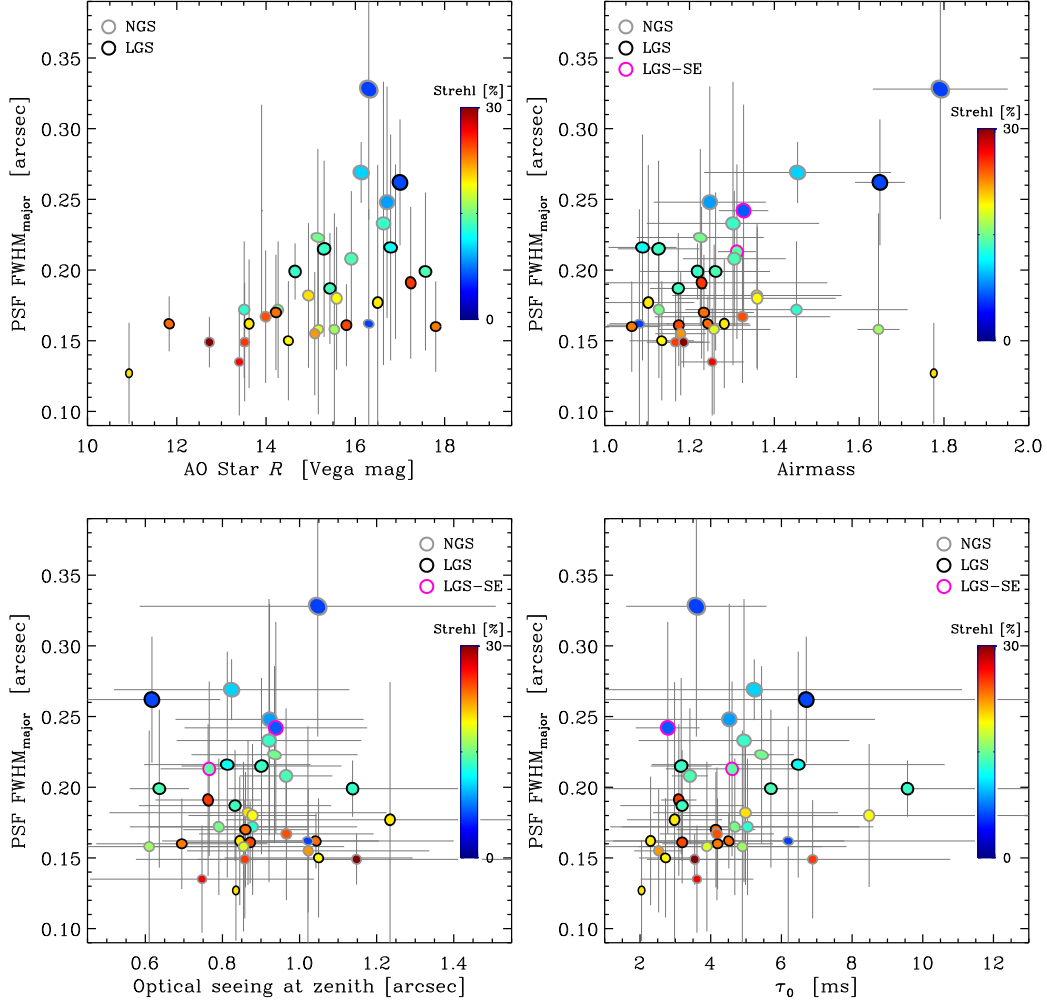 NGS
LGS
Strehl [%]
30
0
0.35
0.30
0.25
0.20
0.15
0.10
PSF FWHMmajor [arcsec]
10 12 14 16 18
AO Star R [Vega mag]
NGS
LGS
LGS-SE
Strehl [%]
30
0
0.35
0.30
0.25
0.20
0.15
0.10
PSF FWHMmajor [arcsec]
1.0 1.2 1.4 1.6 1.8 2.0
Airmass
NGS
LGS
LGS-SE
Strehl [%]
30
0
0.35
0.30
0.25
0.20
0.15
0.10
PSF FWHMmajor [arcsec]
0.6 0.8 1.0 1.2 1.4
Optical seeing at zenith [arcsec]
NGS
LGS
LGS-SE
Strehl [%]
30
0
0.35
0.30
0.25
0.20
0.15
0.10
PSF FWHMmajor [arcsec]
2 4 6 8 10 12
τ0 [ms]